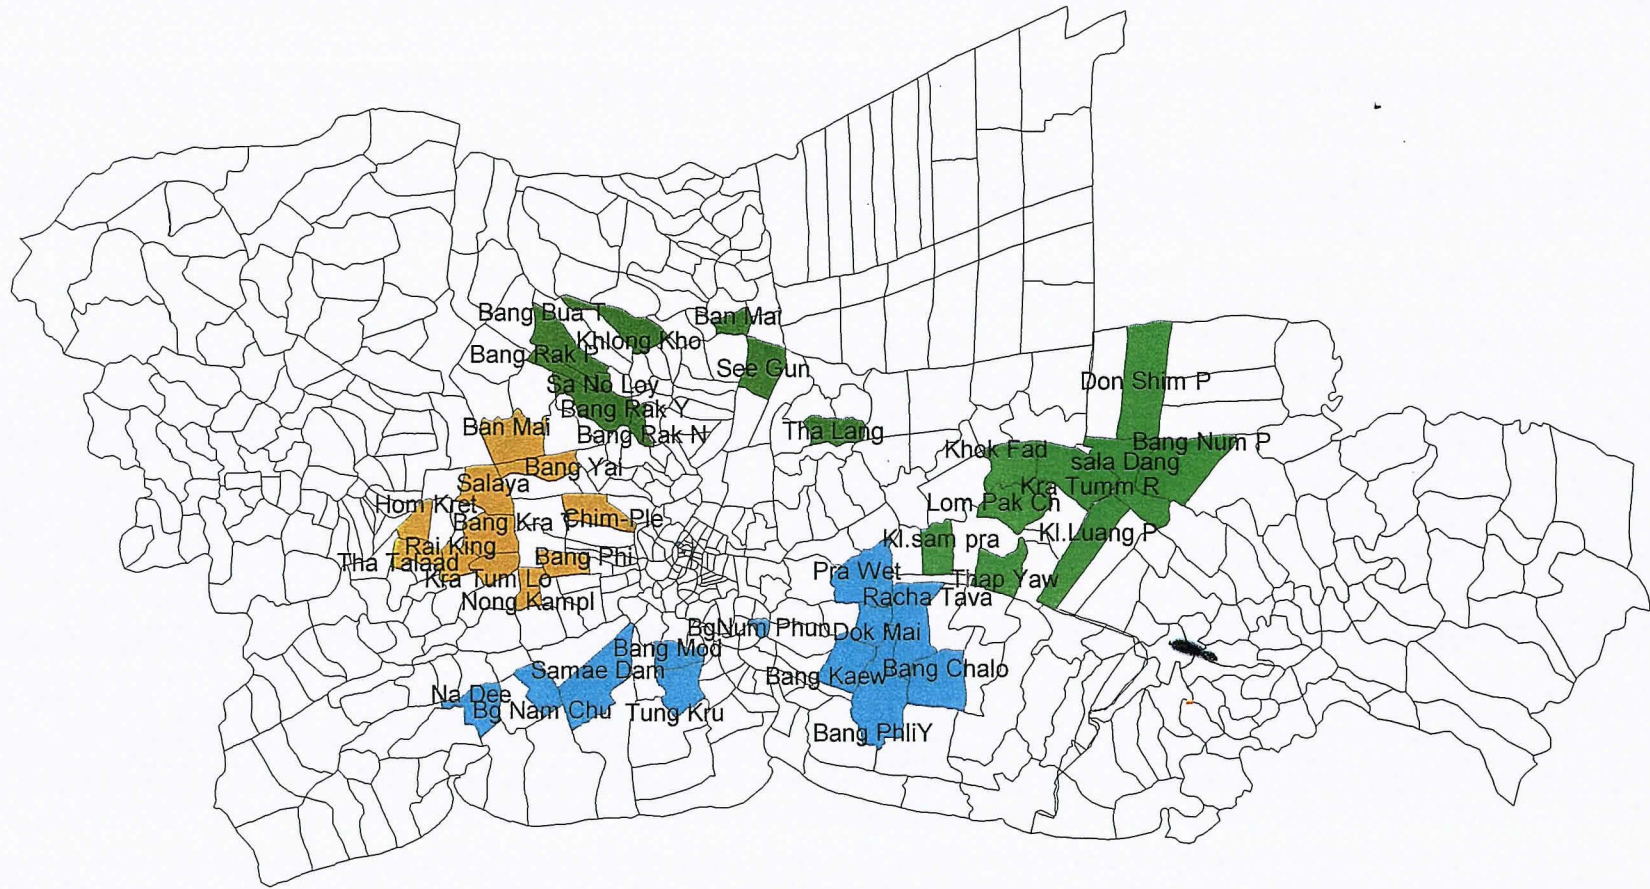 Bang Bua T
Ban Mai
Khlong Kho
Bang Rak P
See Gun
Sa No Loy
Don Shim P
Bang Rak Y
Ban Mai
Bang Rak N
Tha Lang
Bang Num P
Khok Fad
sala Dang
Bang Yai
Salaya
Kra Tumm R
Hom Kret
Lom Pak Ch
Bang Kra T
Chim-Ple
Kl.Luang P
Kl.sam pra
Rai King
Bang Phi
Tha Talaad
Pra Wet
Thap Yaw
Kra Tum Lo
Racha Tava
Nong Kampl
BgNum Phun
Dok Mai
Bang Mod
Samae Dam
Bang Kaew
Bang Chalo
Na Dee
Bg Nam Chu
Tung Kru
Bang PhliY